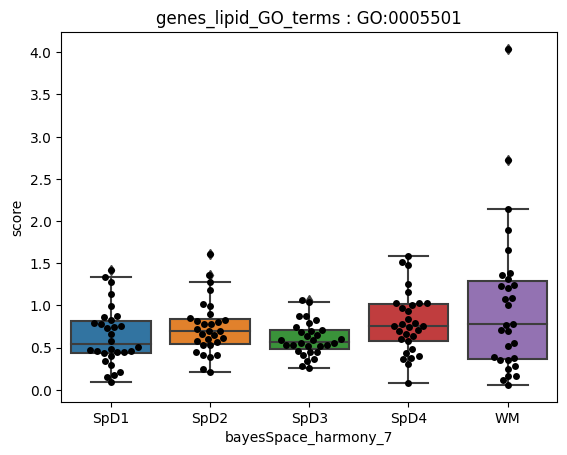 genes_lipid_GO_terms : GO:0005501
4.0
3.5
3.0
2.5
2.0
1.5
1.0
0.5
0.0
score
SpD1 SpD2 SpD3 SpD4 WM
bayesSpace_harmony_7